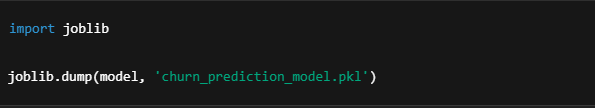 import joblib
joblib.dump(model, 'churn_prediction_model.pkl')